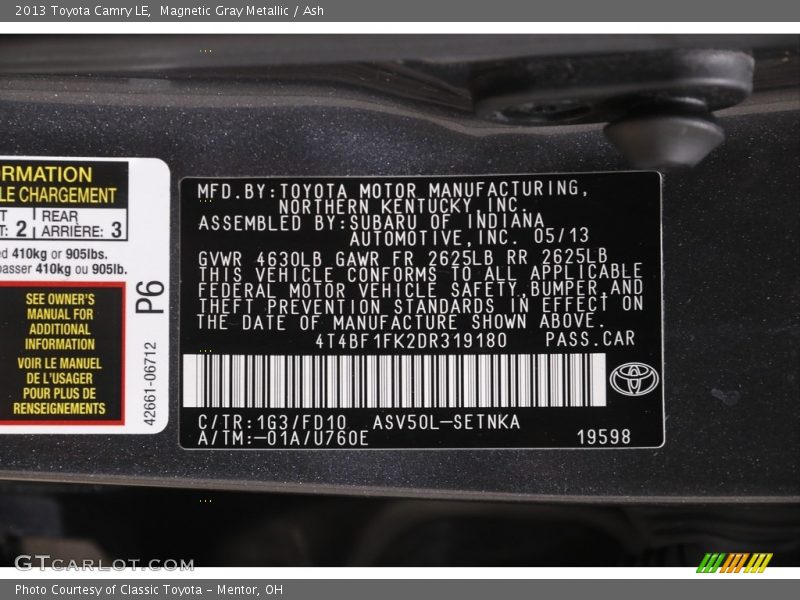 2013 Toyota Camry LE, Magnetic Gray Metallic / Ash
RMATION
LE CHARGEMENT
T: 2
REAR
ARRIÈRE: 3
410kg or 905lbs.
passer 410kg ou 905lb.
SEE OWNER'S
MANUAL FOR
ADDITIONAL
INFORMATION
VOIR LE MANUEL
DE L'USAGER
POUR PLUS DE
RENSEIGNEMENTS
P6
42661-06712
MFD.BY:TOYOTA MOTOR MANUFACTURING,
NORTHERN KENTUCKY, INC.
ASSEMBLED BY:SUBARU OF INDIANA
AUTOMOTIVE,INC. 05/13
GVWR 4630LB GAWR FR 2625LB RR 2625LB
THIS VEHICLE CONFORMS TO ALL APPLICABLE
FEDERAL MOTOR VEHICLE SAFETY,BUMPER,AND
THEFT PREVENTION STANDARDS IN EFFECT ON
THE DATE OF MANUFACTURE SHOWN ABOVE.
4T4BF1FK2DR319180 PASS.CAR
C/TR:1G3/FD10 ASV50L-SETNKA
A/TM:-01A/U760E
19598
GTCARLOT.COM
Photo Courtesy of Classic Toyota - Mentor, OH